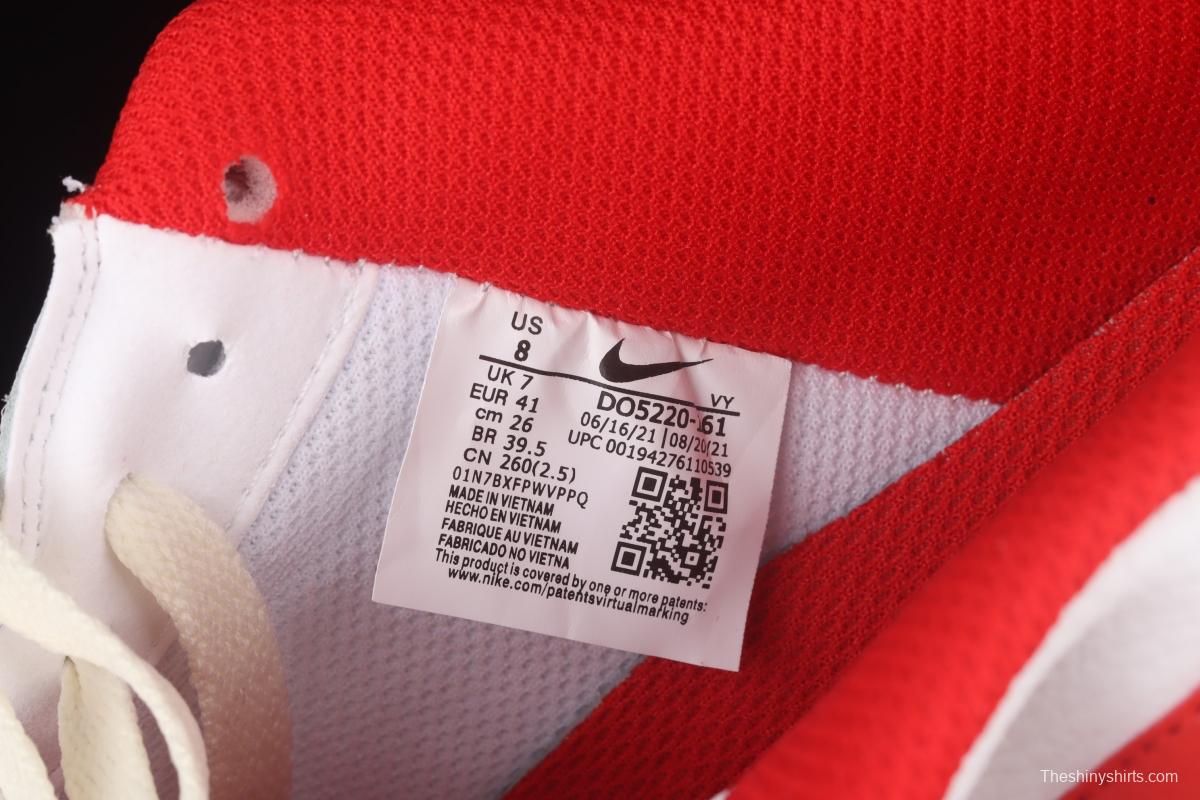 US
8
UK 7
EUR 41
cm 26
BR 39.5
CN 260(2.5)
01N7BXFPWVPPQ
MADE IN VIETNAM
HECHO EN VIETNAM
FABRIQUE AU VIETNAM
FABRICADO NO VIETNA
VY
DO5220-161
06/16/21 | 08/20/21
UPC 00194276110539
This product is covered by one or more patents:
www.nike.com/patentsvirtualmarking
Theshinyshirts.com